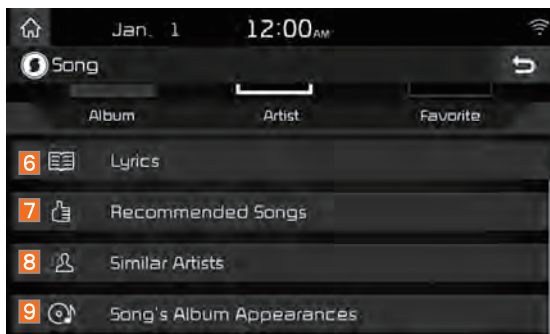 Jan. 1 12:00AM
Song
Album Artist Favorite
6 Lyrics
7 Recommended Songs
8 Similar Artists
9 Song's Album Appearances